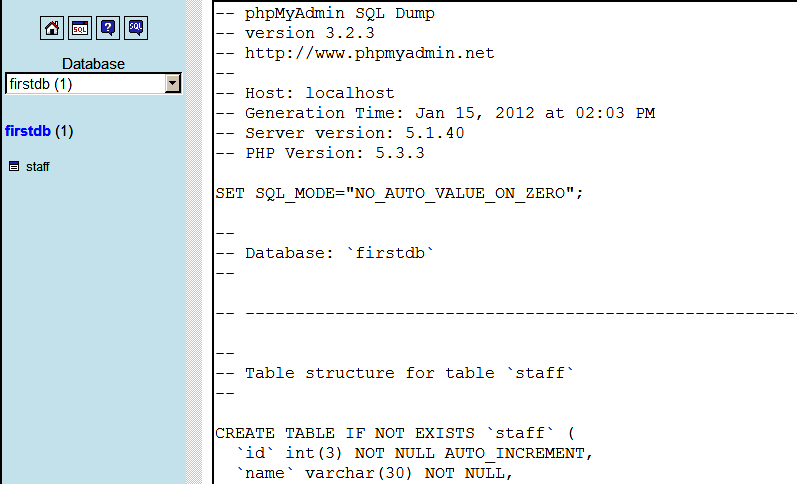 SQL
?
SQL
Database
firstdb (1)
firstdb (1)
staff
-- phpMyAdmin SQL Dump
-- version 3.2.3
-- http://www.phpmyadmin.net
--
-- Host: localhost
-- Generation Time: Jan 15, 2012 at 02:03 PM
-- Server version: 5.1.40
-- PHP Version: 5.3.3
SET SQL_MODE="NO_AUTO_VALUE_ON_ZERO";
--
-- Database: `firstdb`
--
-- --------------------------------------------------------
--
-- Table structure for table `staff`
--
CREATE TABLE IF NOT EXISTS `staff` (
`id` int(3) NOT NULL AUTO_INCREMENT,
`name` varchar(30) NOT NULL,